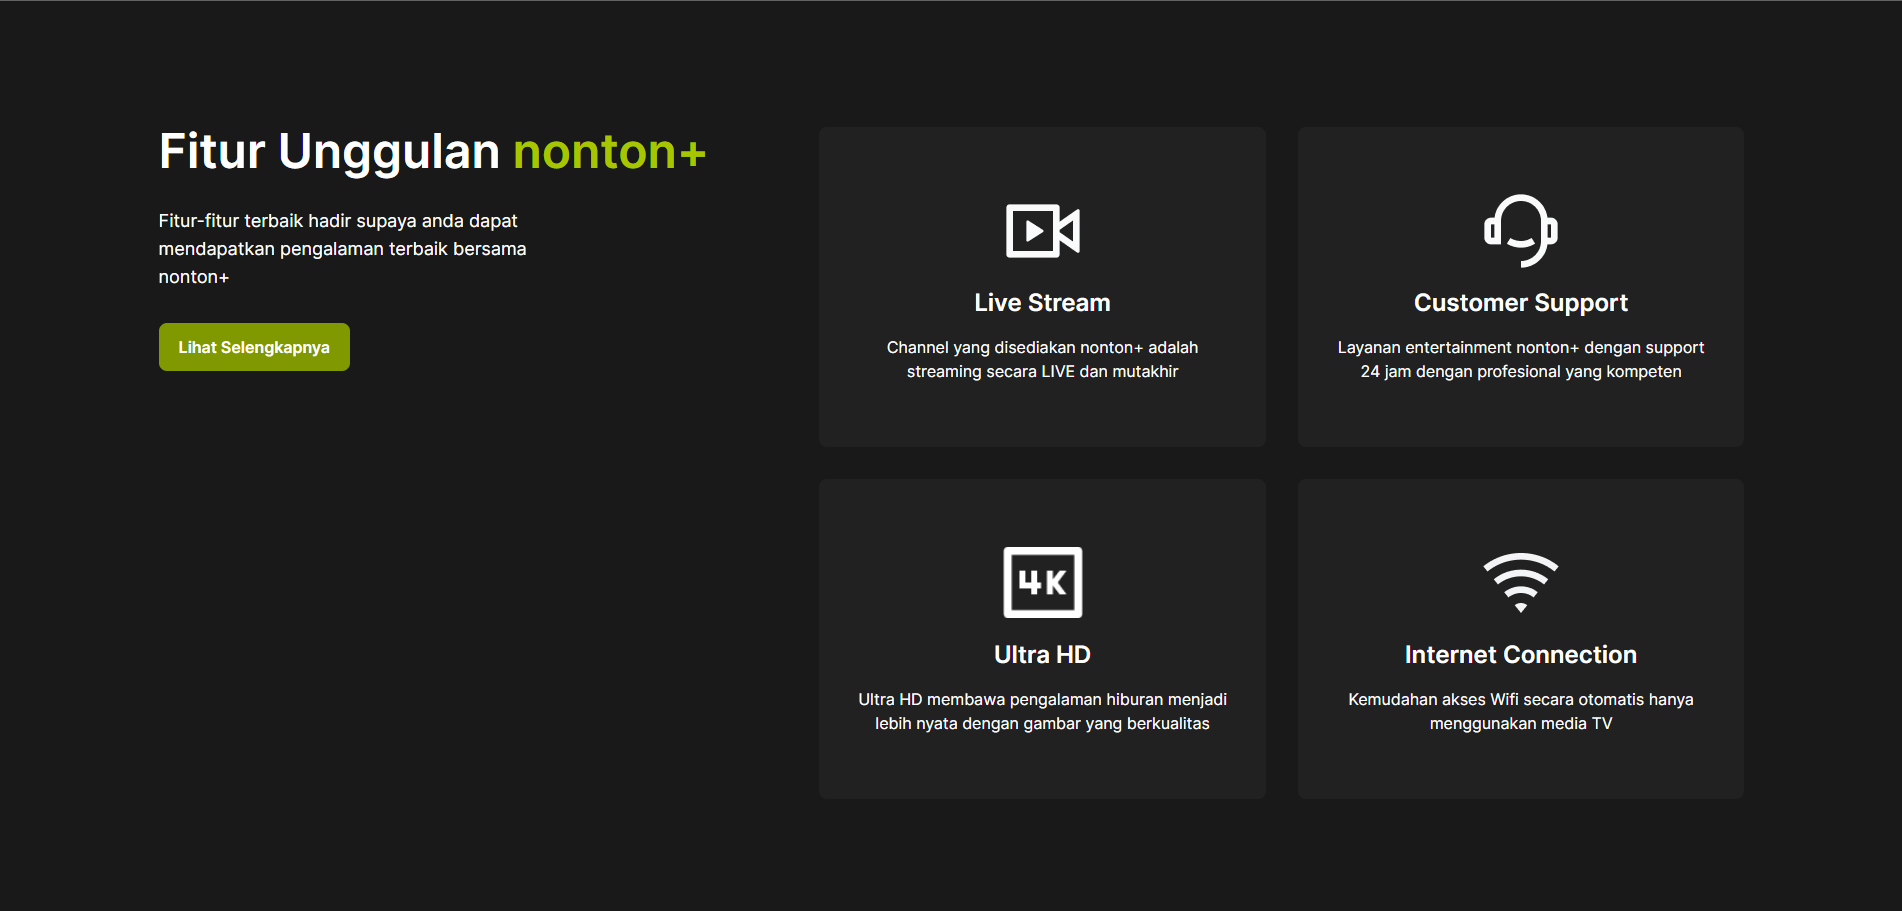 Fitur Unggulan nonton+
Fitur-fitur terbaik hadir supaya anda dapat
mendapatkan pengalaman terbaik bersama
nonton+
Lihat Selengkapnya
Live Stream
Channel yang disediakan nonton+ adalah
streaming secara LIVE dan mutakhir
Customer Support
Layanan entertainment nonton+ dengan support
24 jam dengan profesional yang kompeten
4K
Ultra HD
Ultra HD membawa pengalaman hiburan menjadi
lebih nyata dengan gambar yang berkualitas
Internet Connection
Kemudahan akses Wifi secara otomatis hanya
menggunakan media TV